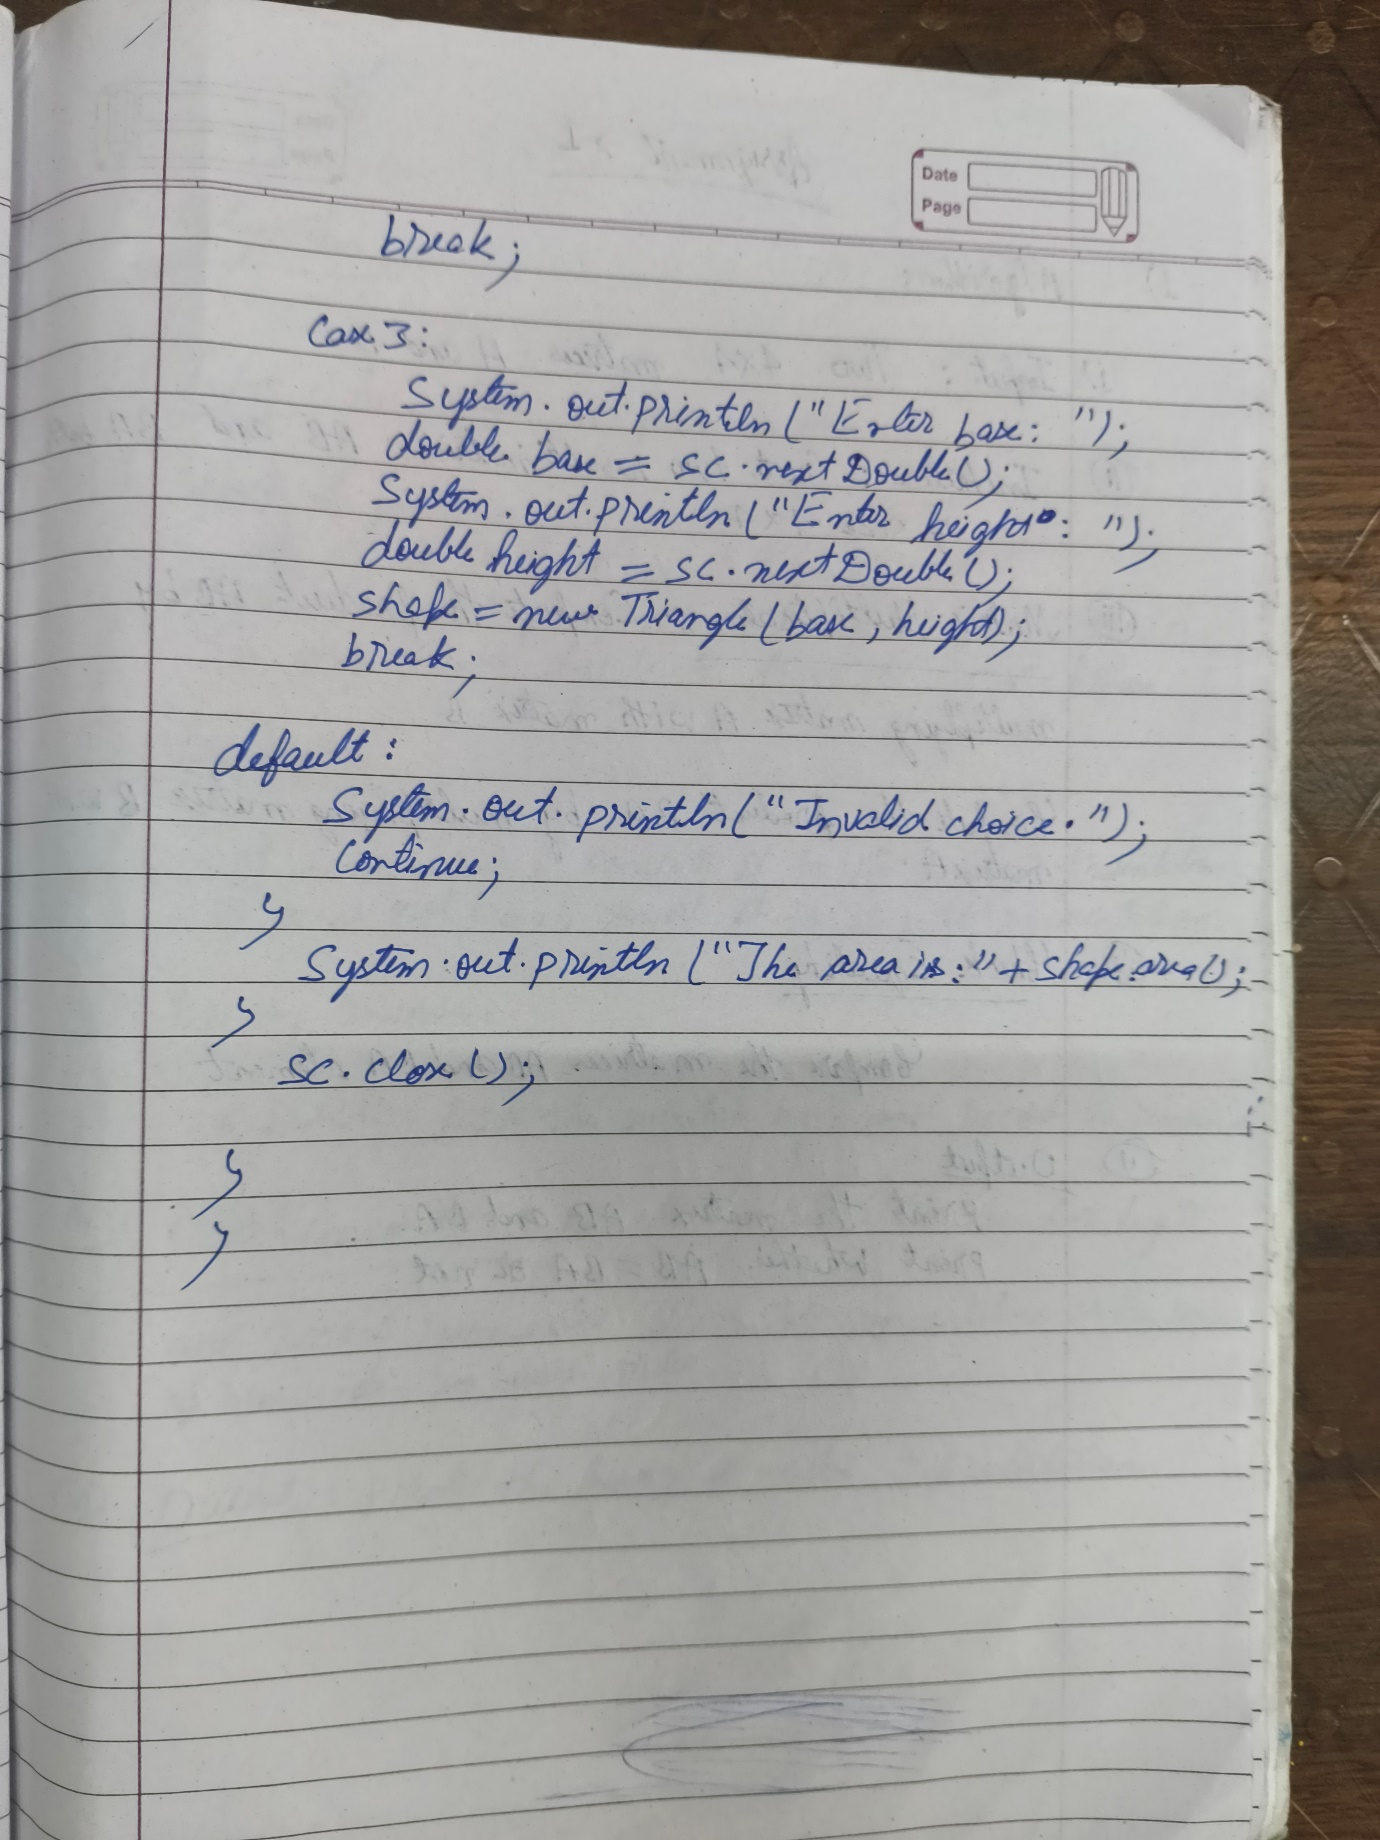 Date
Page
break;
Case 3:
System.out.println("Enter base: ");
double base = sc.nextDouble();
System.out.println("Enter height: ");
double height = sc.nextDouble();
shape = new Triangle(base, height);
break;
default:
System.out.println("Invalid choice.");
Continue;
}
System.out.println("The area is:" + shape.area();
}
sc.close();
}
}